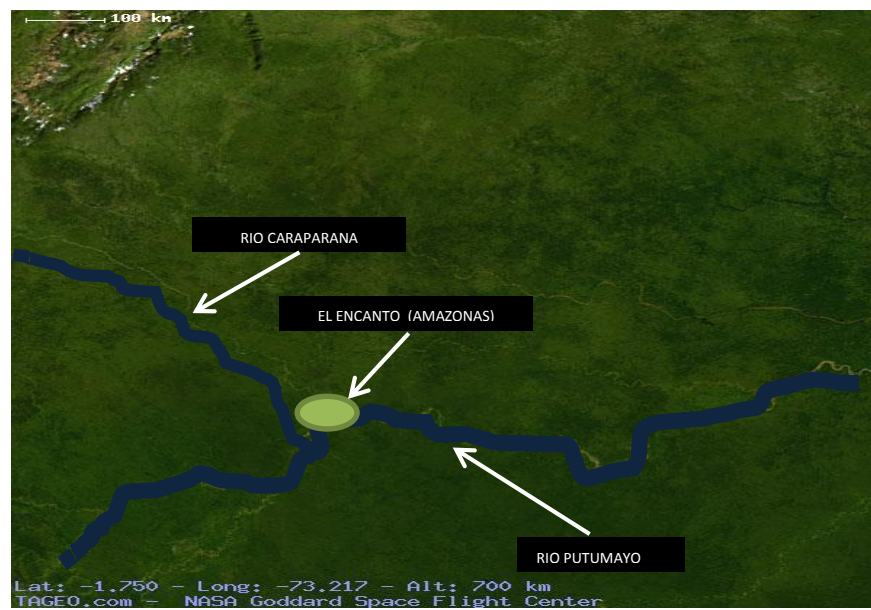 100 km
RIO CARAPARANA
EL ENCANTO (AMAZONAS)
RIO PUTUMAYO
Lat: -1.750 - Long: -73.217 - Alt: 700 km
TAGEO.com - NASA Goddard Space Flight Center